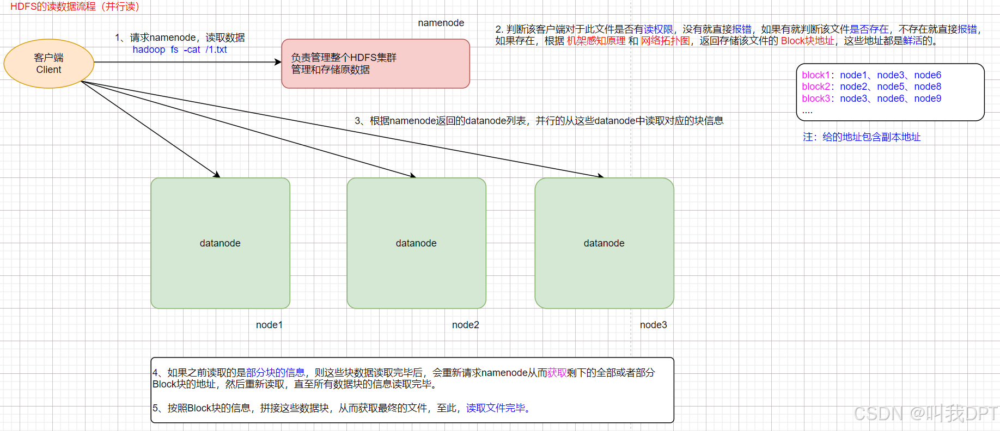 HDFS的读数据流程（并行读）
namenode
1、请求namenode，读取数据
hadoop fs -cat /1.txt
2. 判断该客户端对于此文件是否有读权限，没有就直接报错，如果有就判断该文件是否存在，不存在就直接报错，
如果存在，根据 机架感知原理 和 网络拓扑图，返回存储该文件的 Block块地址，这些地址都是鲜活的。
客户端
Client
负责管理整个HDFS集群
管理和存储原数据
block1：node1、node3、node6
block2：node2、node5、node8
block3：node3、node6、node9
....
注：给的地址包含副本地址
3、根据namenode返回的datanode列表，并行的从这些datanode中读取对应的块信息
datanode
datanode
datanode
node1
node2
node3
4、如果之前读取的是部分块的信息，则这些块数据读取完毕后，会重新请求namenode从而获取剩下的全部或者部分
Block块的地址，然后重新读取，直至所有数据块的信息读取完毕。
5、按照Block块的信息，拼接这些数据块，从而获取最终的文件，至此，读取文件完毕。
CSDN @叫我DPT